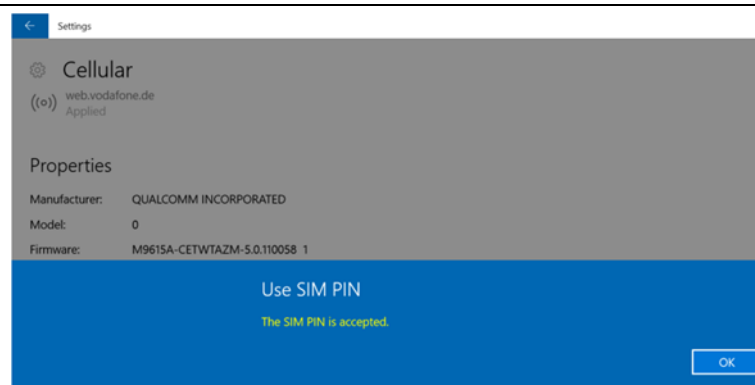 Settings
Cellular
web.vodafone.de
Applied
Properties
Manufacturer: QUALCOMM INCORPORATED
Model: 0
Firmware: M9615A-CETWTAZM-5.0.110058 1
Use SIM PIN
The SIM PIN is accepted.
OK